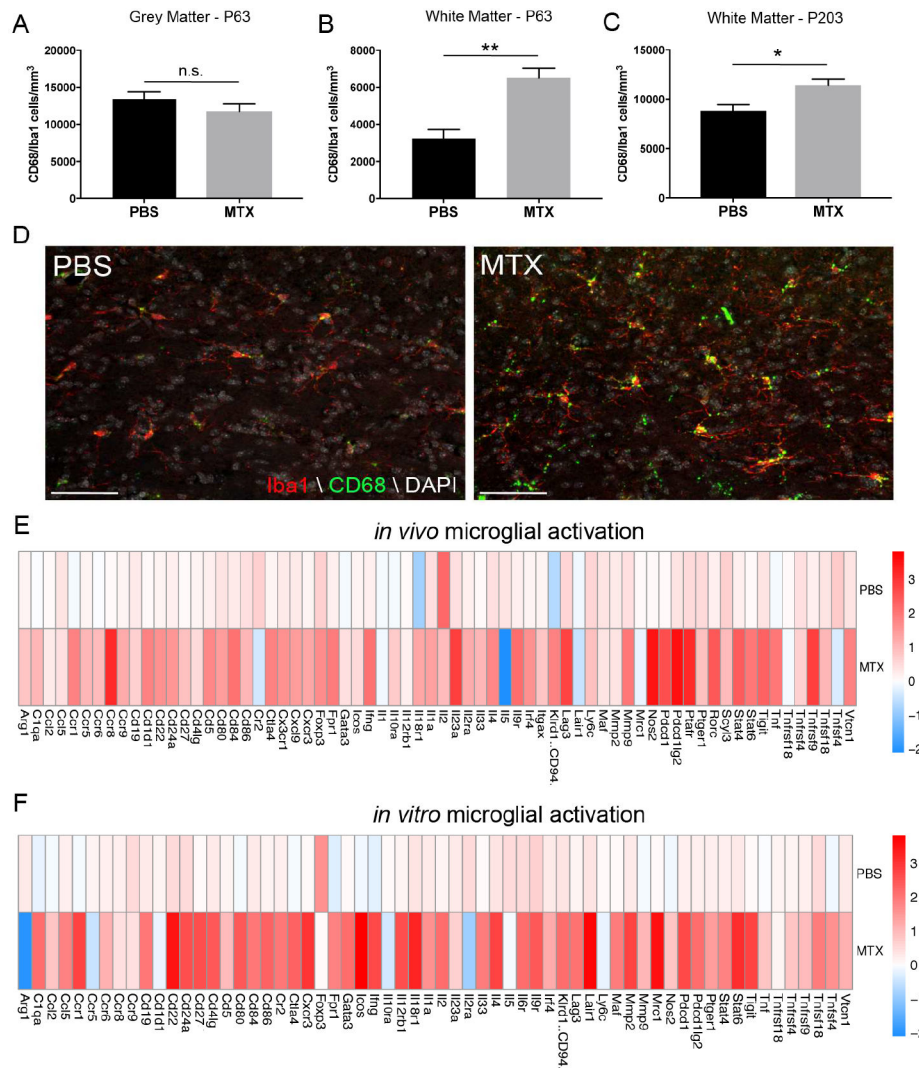 A
Grey Matter - P63
CD68/Iba1 cells/mm³
20000
15000
10000
5000
0
n.s.
PBS
MTX
B
White Matter - P63
CD68/Iba1 cells/mm³
8000
6000
4000
2000
0
**
PBS
MTX
C
White Matter - P203
CD68/Iba1 cells/mm³
15000
10000
5000
0
*
PBS
MTX
D
PBS
Iba1 \ CD68 \ DAPI
MTX
E
in vivo microglial activation
PBS
MTX
3
2
1
0
−1
−2
Arg1
C1qa
Ccl2
Ccl5
Ccr1
Ccr5
Ccr6
Ccr8
Ccr9
Cd19
Cd1d1
Cd22
Cd24a
Cd27
Cd4lg
Cd5
Cd80
Cd84
Cd86
Cr2
Ctla4
Cx3cr1
Cxcl9
Cxcr3
Foxp3
Fpr1
Gata3
Icos
Ifng
Il1
Il10ra
Il12rb1
Il18r1
Il1a
Il2
Il23a
Il2ra
Il33
Il4
Il5
Il9r
Irf4
Itgax
Klrd1..CD94.
Lag3
Lair1
Ly6c
Maf
Mmp2
Mmp9
Mrc1
Nos2
Pdcd1
Pdcd1lg2
Ptafr
Ptger1
Rorc
Scyl3
Stat4
Stat6
Tigit
Tnf
Tnfrsf18
Tnfrsf4
Tnfrsf9
Tnfsf18
Tnfsf4
Vtcn1
F
in vitro microglial activation
PBS
MTX
3
2
1
0
−1
Arg1
C1qa
Ccl2
Ccl5
Ccr1
Ccr5
Ccr6
Ccr8
Ccr9
Cd19
Cd1d1
Cd22
Cd24a
Cd27
Cd4lg
Cd5
Cd80
Cd84
Cd86
Cr2
Ctla4
Cxcr3
Foxp3
Fpr1
Gata3
Icos
Ifng
Il10ra
Il12rb1
Il18r1
Il1a
Il2
Il23a
Il2ra
Il33
Il4
Il5
Il6r
Il9r
Irf4
Klrd1..CD94.
Lag3
Lair1
Ly6c
Maf
Mmp2
Mmp9
Mrc1
Nos2
Pdcd1
Pdcd1lg2
Ptger1
Stat4
Stat6
Tigit
Tnf
Tnfrsf18
Tnfrsf4
Tnfrsf9
Tnfsf18
Tnfsf4
Vtcn1